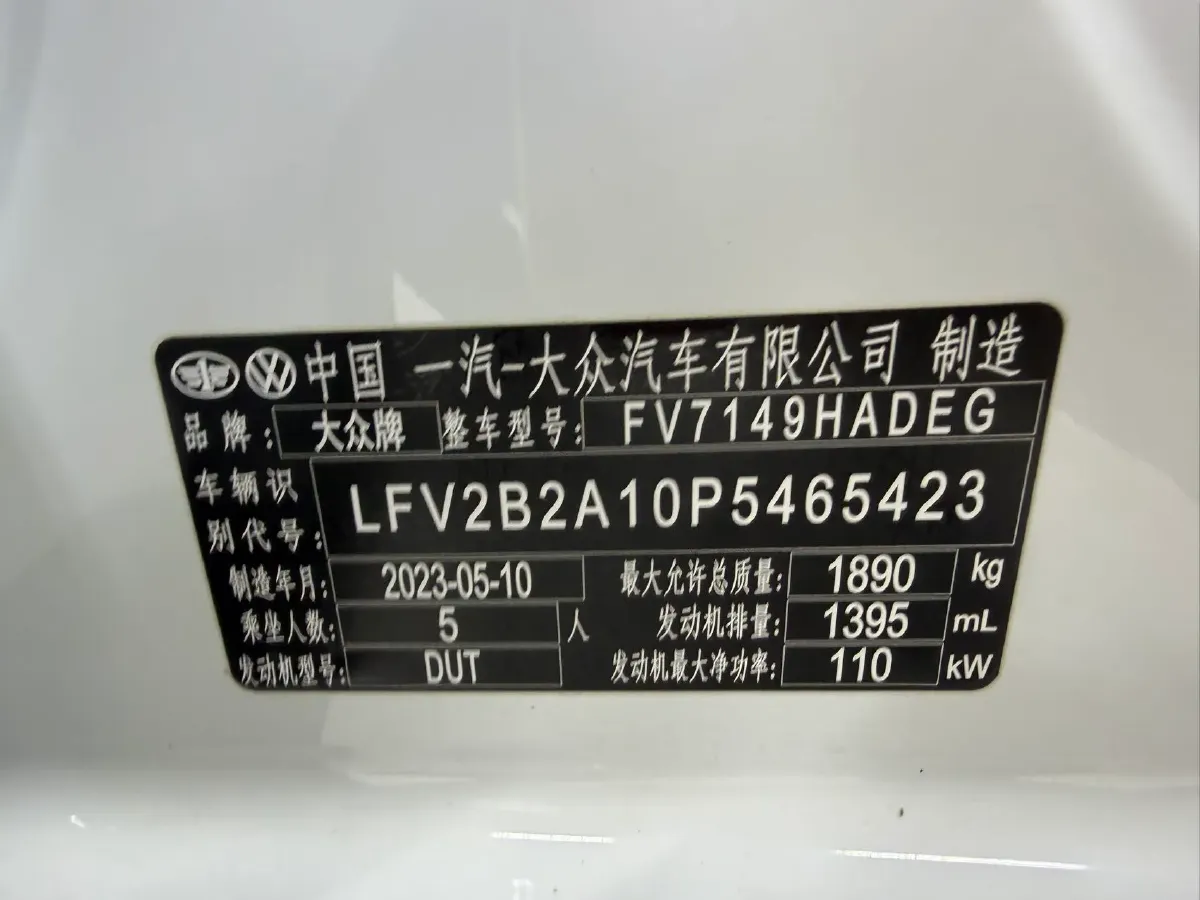 中国 一汽-大众汽车有限公司 制造
品牌: 大众牌 整车型号: FV7149HADEG
车辆识别代号: LFV2B2A10P5465423
制造年月: 2023-05-10 最大允许总质量: 1890 kg
乘坐人数: 5 人 发动机排量: 1395 mL
发动机型号: DUT 发动机最大净功率: 110 kW